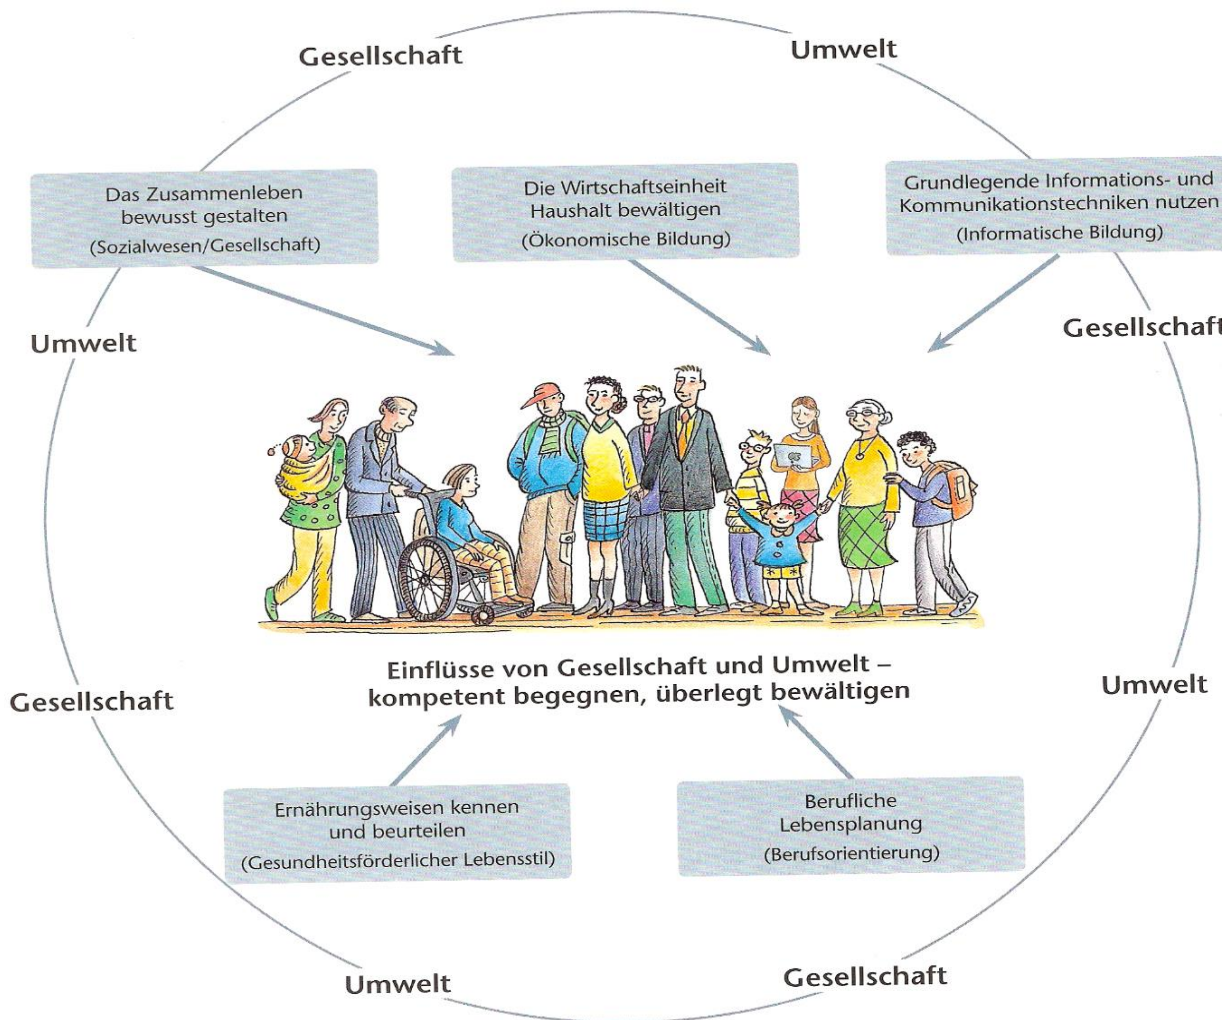 Gesellschaft
Umwelt
Das Zusammenleben
bewusst gestalten
(Sozialwesen/Gesellschaft)
Die Wirtschaftseinheit
Haushalt bewältigen
(Ökonomische Bildung)
Grundlegende Informations- und
Kommunikationstechniken nutzen
(Informatische Bildung)
Umwelt
Gesellschaft
Einflüsse von Gesellschaft und Umwelt –
kompetent begegnen, überlegt bewältigen
Gesellschaft
Umwelt
Ernährungsweisen kennen
und beurteilen
(Gesundheitsförderlicher Lebensstil)
Berufliche
Lebensplanung
(Berufsorientierung)
Umwelt
Gesellschaft